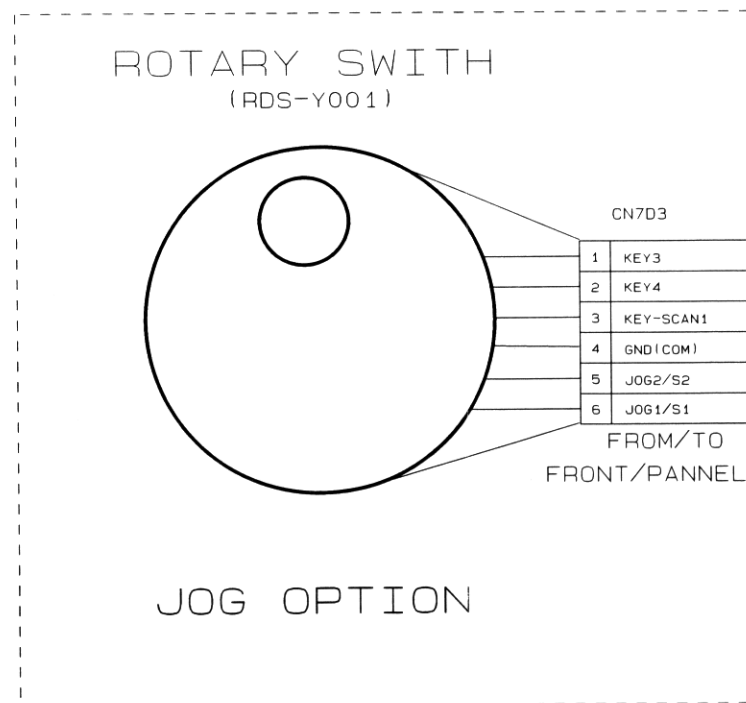 ROTARY SWITH
(RDS-Y001)
CN7D3
1 KEY3
2 KEY4
3 KEY-SCAN1
4 GND(COM)
5 JOG2/S2
6 JOG1/S1
FROM/TO
FRONT/PANNEL
JOG OPTION